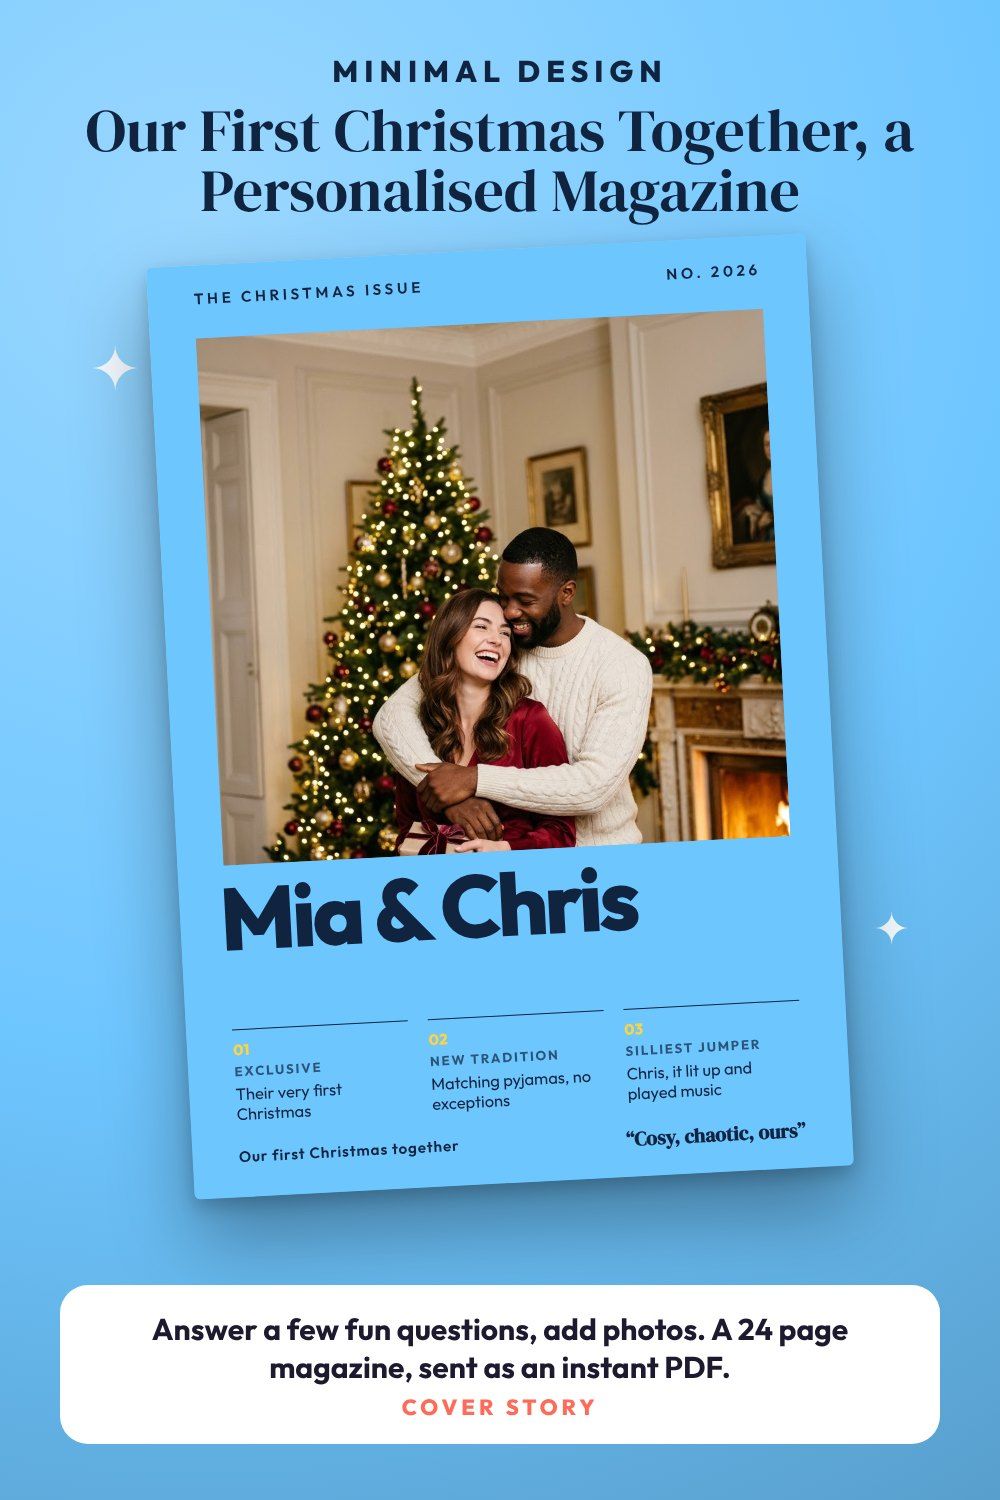 MINIMAL DESIGN
Our First Christmas Together, a
Personalised Magazine
THE CHRISTMAS ISSUE
NO. 2026
Mia & Chris
01
EXCLUSIVE
Their very first
Christmas
02
NEW TRADITION
Matching pyjamas, no
exceptions
03
SILLIEST JUMPER
Chris, it lit up and
played music
Our first Christmas together
“Cosy, chaotic, ours”
Answer a few fun questions, add photos. A 24 page
magazine, sent as an instant PDF.
COVER STORY